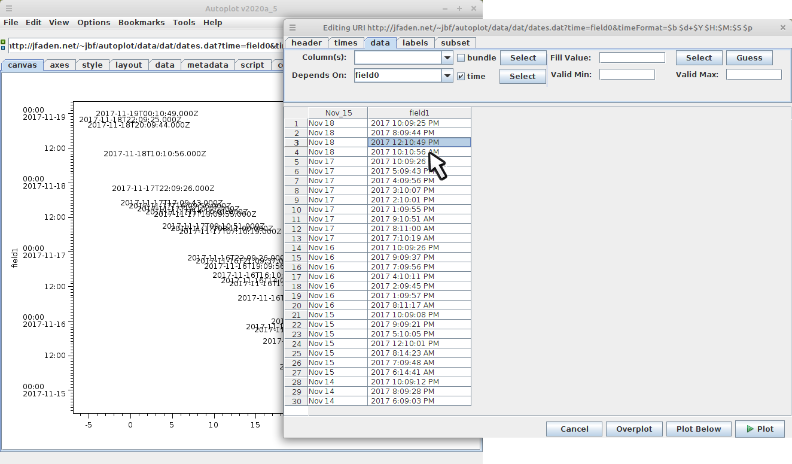 Autoplot v2020a_5
File Edit View Options Bookmarks Tools Help
http://jfaden.net/~jbf/autoplot/data/dat/dates.dat?time=field0&
canvas axes style layout data metadata script
00:00
2017-11-19
12:00
00:00
2017-11-18
12:00
00:00
2017-11-17
12:00
00:00
2017-11-16
12:00
00:00
2017-11-15
field1
2017-11-19T00:10:49.000Z
2017-11-18T22:09:25.000Z
2017-11-18T20:09:44.000Z
2017-11-18T10:10:56.000Z
2017-11-17T22:09:26.000Z
-5 0 5 10 15
Editing URI http://jfaden.net/~jbf/autoplot/data/dat/dates.dat?time=field0&timeFormat=$b $d+$Y $H:$M:$S $p
header times data labels subset
Column(s): bundle Select Fill Value: Select Guess
Depends On: field0 time Select Valid Min: Valid Max:
Nov_15 field1
1 Nov 18 2017 10:09:25 PM
2 Nov 18 2017 8:09:44 PM
3 Nov 18 2017 12:10:49 PM
4 Nov 18 2017 10:10:56 AM
5 Nov 17 2017 10:09:26
6 Nov 17 2017 5:09:43 P
7 Nov 17 2017 4:09:56 PM
8 Nov 17 2017 3:10:07 PM
9 Nov 17 2017 2:10:01 PM
10 Nov 17 2017 1:09:55 PM
11 Nov 17 2017 9:10:51 AM
12 Nov 17 2017 8:11:00 AM
13 Nov 17 2017 7:10:19 AM
14 Nov 16 2017 10:09:26 PM
15 Nov 16 2017 9:09:37 PM
16 Nov 16 2017 7:09:56 PM
17 Nov 16 2017 4:10:11 PM
18 Nov 16 2017 2:09:45 PM
19 Nov 16 2017 1:09:57 PM
20 Nov 16 2017 8:11:17 AM
21 Nov 15 2017 10:09:08 PM
22 Nov 15 2017 9:09:21 PM
23 Nov 15 2017 5:10:05 PM
24 Nov 15 2017 12:10:01 PM
25 Nov 15 2017 8:14:23 AM
26 Nov 15 2017 7:09:48 AM
27 Nov 15 2017 6:14:41 AM
28 Nov 14 2017 10:09:12 PM
29 Nov 14 2017 8:09:28 PM
30 Nov 14 2017 6:09:03 PM
Cancel Overplot Plot Below Plot